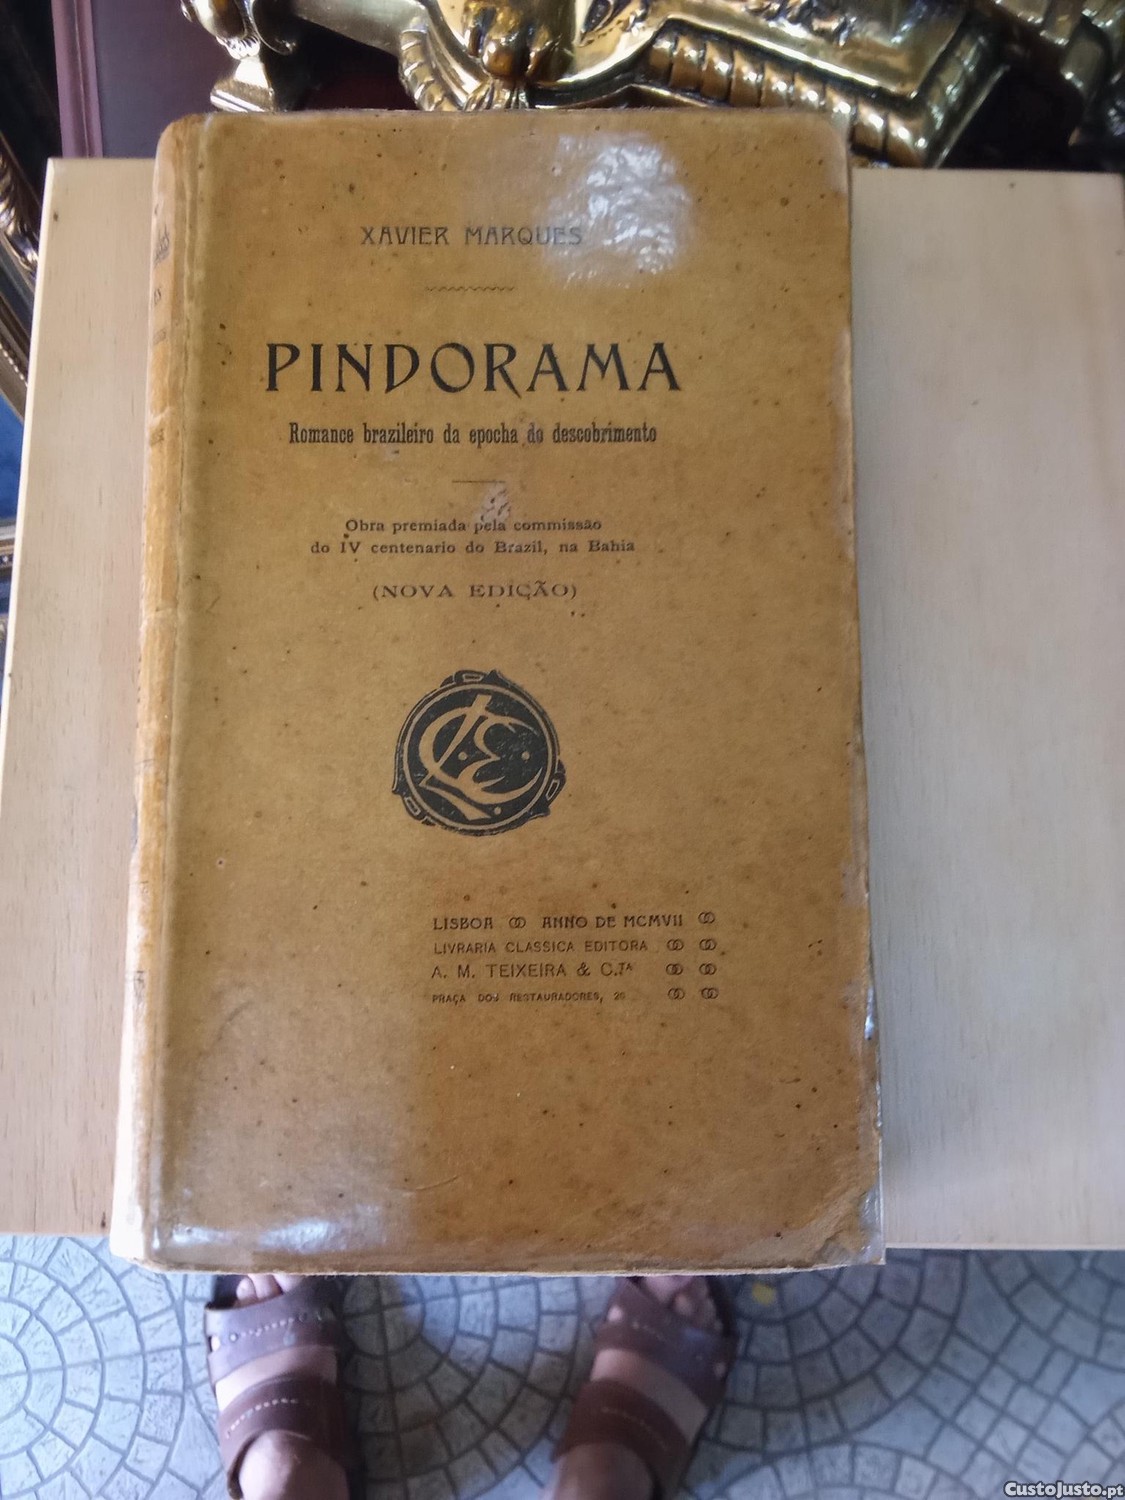 XAVIER MARQUES
PINDORAMA
Romance brazileiro da epocha do descobrimento
Obra premiada pela commissão
do IV centenario do Brazil, na Bahia
(NOVA EDIÇÃO)
LISBOA ANNO DE MCMVII
LIVRARIA CLASSICA EDITORA
A. M. TEIXEIRA & C.TA
PRAÇA DOS RESTAURADORES, 20
CustoJusto.pt